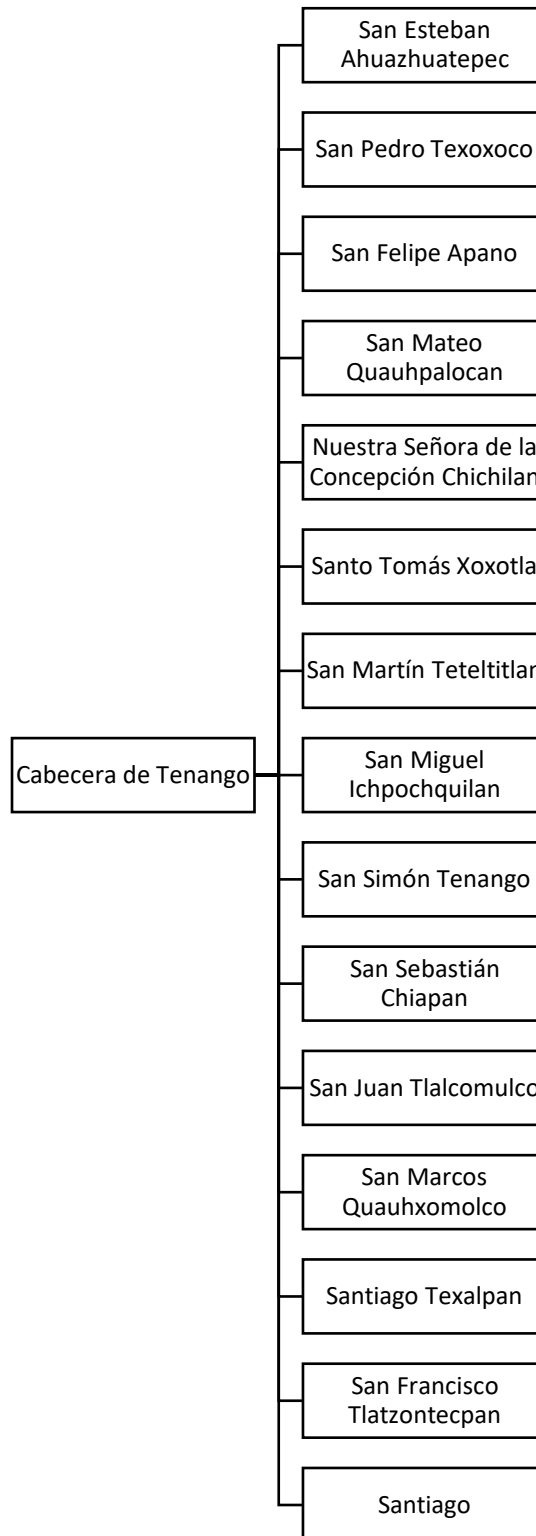 San Esteban
Ahuazhuatepec
San Pedro Texoxoco
San Felipe Apano
San Mateo
Quauhpalocan
Nuestra Señora de la
Concepción Chichilan
Santo Tomás Xoxotla
San Martín Teteltitlan
Cabecera de Tenango
San Miguel
Ichpochquilan
San Simón Tenango
San Sebastián
Chiapan
San Juan Tlalcomulco
San Marcos
Quauhxomolco
Santiago Texalpan
San Francisco
Tlatzontecpan
Santiago